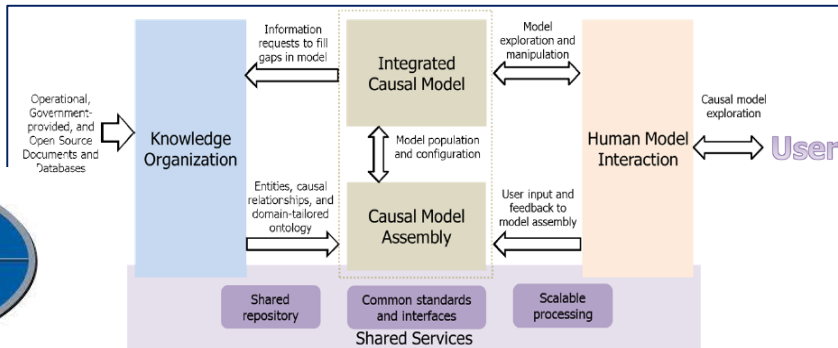 Operational,
Government-
provided, and
Open Source
Documents and
Databases
Knowledge
Organization
Information
requests to fill
gaps in model
Entities, causal
relationships, and
domain-tailored
ontology
Integrated
Causal Model
Model population
and configuration
Causal Model
Assembly
Model
exploration and
manipulation
User input and
feedback to
model assembly
Human Model
Interaction
Causal model
exploration
User
Shared
repository
Common standards
and interfaces
Scalable
processing
Shared Services